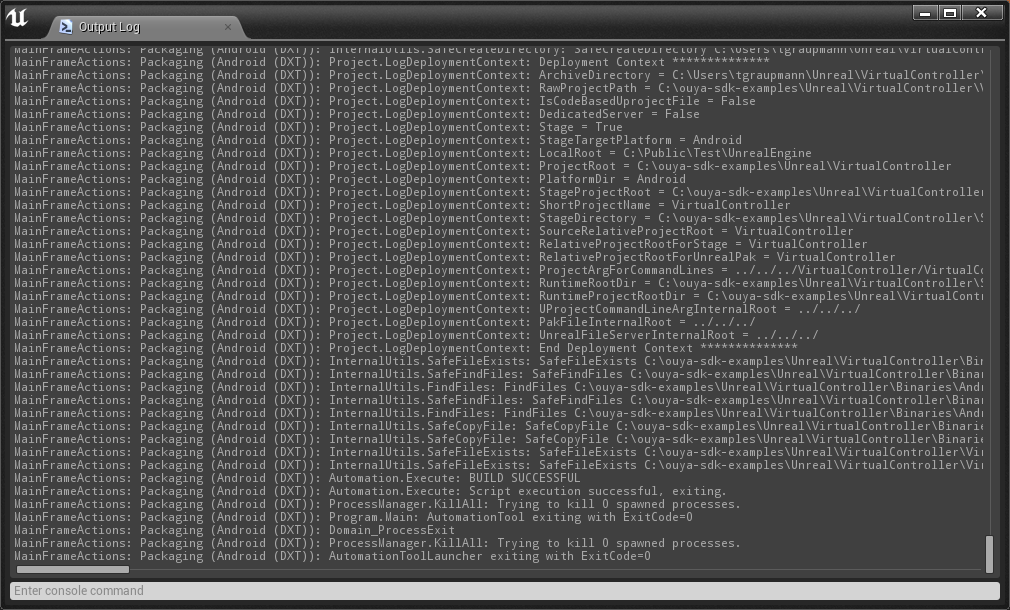 Output Log
MainFrameActions: Packaging (Android (DXT)): InternalUtils.SafeCreateDirectory: SafeCreateDirectory C:\Users\tgraupmann\Unreal\VirtualContr
MainFrameActions: Packaging (Android (DXT)): Project.LogDeploymentContext: Deployment Context **************
MainFrameActions: Packaging (Android (DXT)): Project.LogDeploymentContext: ArchiveDirectory = C:\Users\tgraupmann\Unreal\VirtualController\
MainFrameActions: Packaging (Android (DXT)): Project.LogDeploymentContext: RawProjectPath = C:\ouya-sdk-examples\Unreal\VirtualController\V
MainFrameActions: Packaging (Android (DXT)): Project.LogDeploymentContext: IsCodeBasedUprojectFile = False
MainFrameActions: Packaging (Android (DXT)): Project.LogDeploymentContext: DedicatedServer = False
MainFrameActions: Packaging (Android (DXT)): Project.LogDeploymentContext: Stage = True
MainFrameActions: Packaging (Android (DXT)): Project.LogDeploymentContext: StageTargetPlatform = Android
MainFrameActions: Packaging (Android (DXT)): Project.LogDeploymentContext: LocalRoot = C:\Public\Test\UnrealEngine
MainFrameActions: Packaging (Android (DXT)): Project.LogDeploymentContext: ProjectRoot = C:\ouya-sdk-examples\Unreal\VirtualController
MainFrameActions: Packaging (Android (DXT)): Project.LogDeploymentContext: PlatformDir = Android
MainFrameActions: Packaging (Android (DXT)): Project.LogDeploymentContext: StageProjectRoot = C:\ouya-sdk-examples\Unreal\VirtualController
MainFrameActions: Packaging (Android (DXT)): Project.LogDeploymentContext: ShortProjectName = VirtualController
MainFrameActions: Packaging (Android (DXT)): Project.LogDeploymentContext: StageDirectory = C:\ouya-sdk-examples\Unreal\VirtualController\S
MainFrameActions: Packaging (Android (DXT)): Project.LogDeploymentContext: SourceRelativeProjectRoot = VirtualController
MainFrameActions: Packaging (Android (DXT)): Project.LogDeploymentContext: RelativeProjectRootForStage = VirtualController
MainFrameActions: Packaging (Android (DXT)): Project.LogDeploymentContext: RelativeProjectRootForUnrealPak = VirtualController
MainFrameActions: Packaging (Android (DXT)): Project.LogDeploymentContext: ProjectArgForCommandLines = ../../../VirtualController/VirtualCo
MainFrameActions: Packaging (Android (DXT)): Project.LogDeploymentContext: RuntimeRootDir = C:\ouya-sdk-examples\Unreal\VirtualController\S
MainFrameActions: Packaging (Android (DXT)): Project.LogDeploymentContext: RuntimeProjectRootDir = C:\ouya-sdk-examples\Unreal\VirtualContr
MainFrameActions: Packaging (Android (DXT)): Project.LogDeploymentContext: UProjectCommandLineArgInternalRoot = ../../../
MainFrameActions: Packaging (Android (DXT)): Project.LogDeploymentContext: PakFileInternalRoot = ../../../
MainFrameActions: Packaging (Android (DXT)): Project.LogDeploymentContext: UnrealFileServerInternalRoot = ../../../
MainFrameActions: Packaging (Android (DXT)): Project.LogDeploymentContext: End Deployment Context **************
MainFrameActions: Packaging (Android (DXT)): InternalUtils.SafeFileExists: SafeFileExists C:\ouya-sdk-examples\Unreal\VirtualController\Bin
MainFrameActions: Packaging (Android (DXT)): InternalUtils.SafeFindFiles: SafeFindFiles C:\ouya-sdk-examples\Unreal\VirtualController\Binar
MainFrameActions: Packaging (Android (DXT)): InternalUtils.FindFiles: FindFiles C:\ouya-sdk-examples\Unreal\VirtualController\Binaries\Andr
MainFrameActions: Packaging (Android (DXT)): InternalUtils.SafeFindFiles: SafeFindFiles C:\ouya-sdk-examples\Unreal\VirtualController\Binar
MainFrameActions: Packaging (Android (DXT)): InternalUtils.FindFiles: FindFiles C:\ouya-sdk-examples\Unreal\VirtualController\Binaries\Andr
MainFrameActions: Packaging (Android (DXT)): InternalUtils.SafeCopyFile: SafeCopyFile C:\ouya-sdk-examples\Unreal\VirtualController\Binarie
MainFrameActions: Packaging (Android (DXT)): InternalUtils.SafeCopyFile: SafeCopyFile C:\ouya-sdk-examples\Unreal\VirtualController\Binarie
MainFrameActions: Packaging (Android (DXT)): InternalUtils.SafeFileExists: SafeFileExists C:\ouya-sdk-examples\Unreal\VirtualController\Vir
MainFrameActions: Packaging (Android (DXT)): InternalUtils.SafeFileExists: SafeFileExists C:\ouya-sdk-examples\Unreal\VirtualController\Vir
MainFrameActions: Packaging (Android (DXT)): Automation.Execute: BUILD SUCCESSFUL
MainFrameActions: Packaging (Android (DXT)): Automation.Execute: Script execution successful, exiting.
MainFrameActions: Packaging (Android (DXT)): ProcessManager.KillAll: Trying to kill 0 spawned processes.
MainFrameActions: Packaging (Android (DXT)): Program.Main: AutomationTool exiting with ExitCode=0
MainFrameActions: Packaging (Android (DXT)): Domain_ProcessExit
MainFrameActions: Packaging (Android (DXT)): ProcessManager.KillAll: Trying to kill 0 spawned processes.
MainFrameActions: Packaging (Android (DXT)): AutomationToolLauncher exiting with ExitCode=0
Enter console command